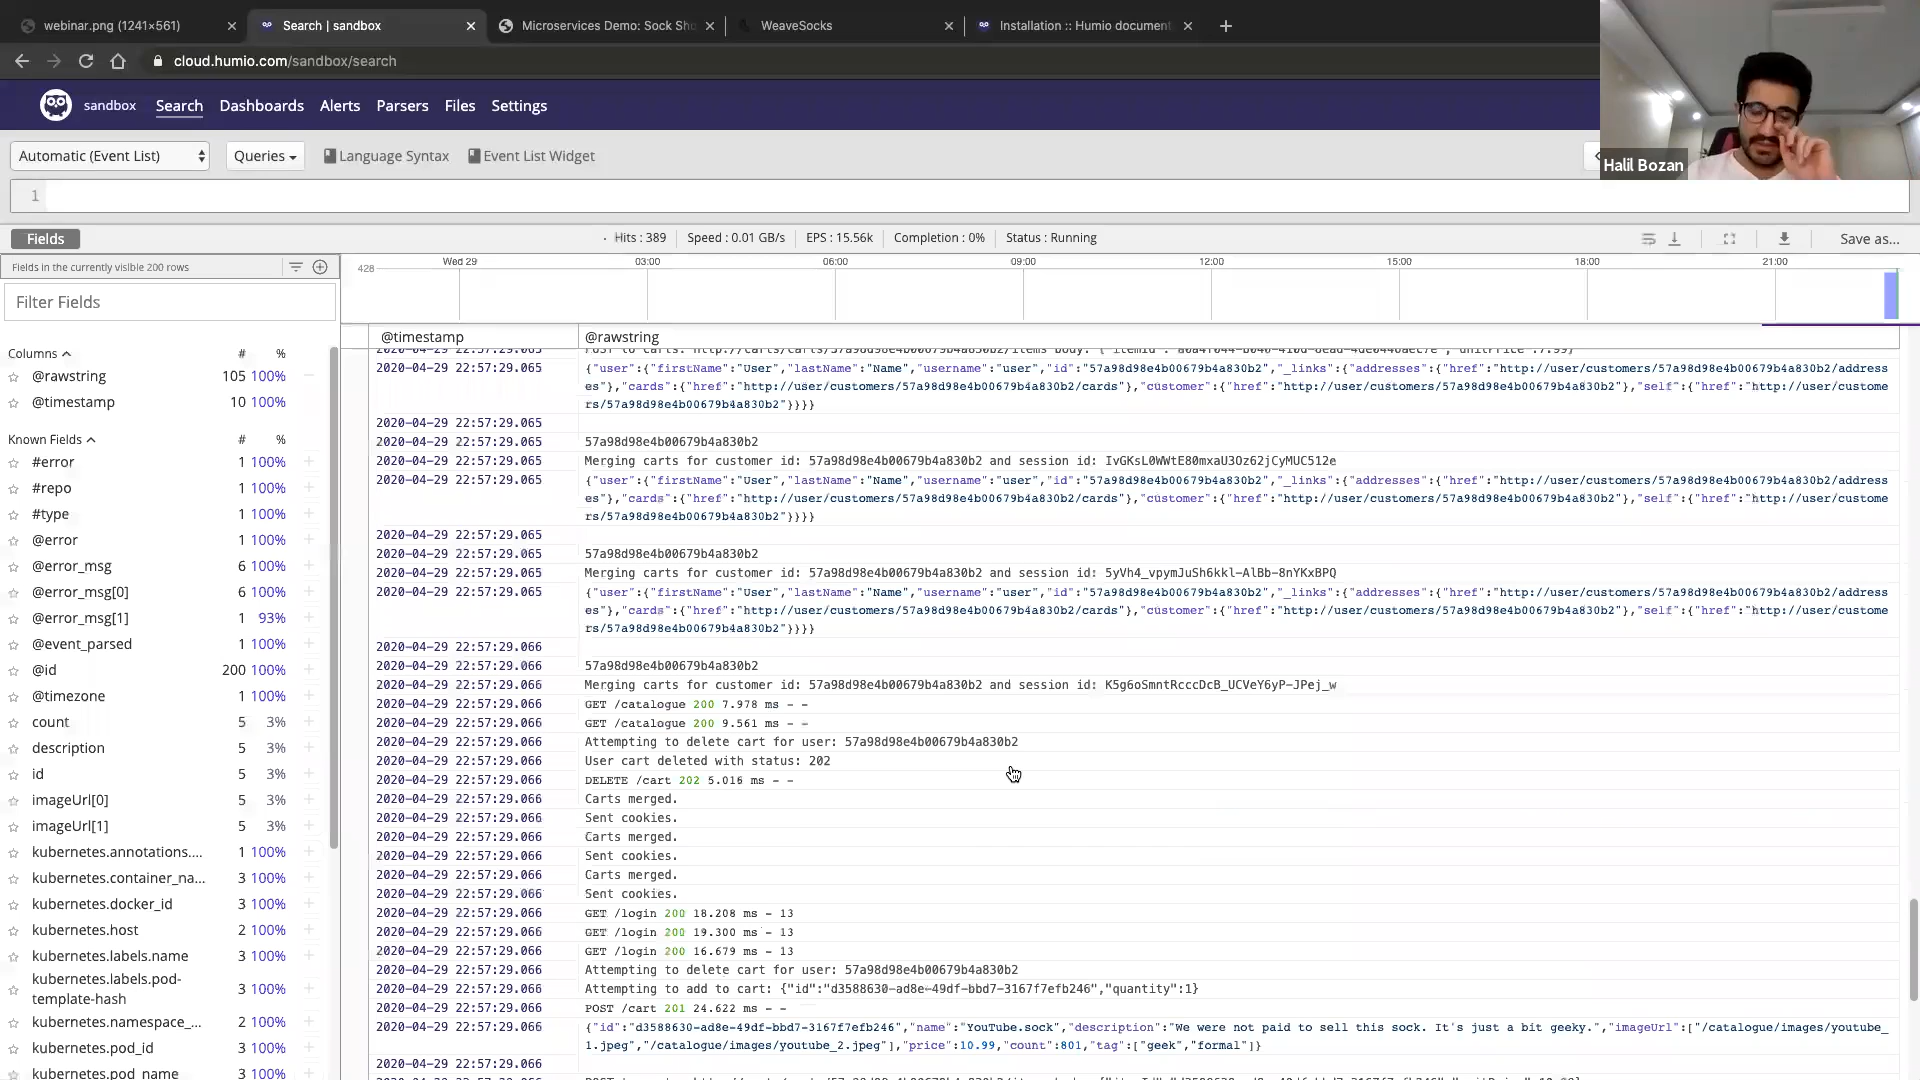 webinar.png (1241×561)
Search | sandbox
Microservices Demo: Sock Sho
WeaveSocks
Installation :: Humio document
cloud.humio.com/sandbox/search
sandbox Search Dashboards Alerts Parsers Files Settings
Automatic (Event List) Queries Language Syntax Event List Widget
Halil Bozan
1
Fields
Hits : 389 Speed : 0.01 GB/s EPS : 15.56k Completion : 0% Status : Running
Save as...
Fields in the currently visible 200 rows
Filter Fields
Columns # %
@rawstring 105 100%
@timestamp 10 100%
Known Fields # %
#error 1 100%
#repo 1 100%
#type 1 100%
@error 1 100%
@error_msg 6 100%
@error_msg[0] 6 100%
@error_msg[1] 1 93%
@event_parsed 1 100%
@id 200 100%
@timezone 1 100%
count 5 3%
description 5 3%
id 5 3%
imageUrl[0] 5 3%
imageUrl[1] 5 3%
kubernetes.annotations.... 1 100%
kubernetes.container_na... 3 100%
kubernetes.docker_id 3 100%
kubernetes.host 2 100%
kubernetes.labels.name 3 100%
kubernetes.labels.pod-
template-hash 3 100%
kubernetes.namespace_... 2 100%
kubernetes.pod_id 3 100%
kubernetes.pod_name 3 100%
428
Wed 29 03:00 06:00 09:00 12:00 15:00 18:00 21:00
@timestamp @rawstring
2020-04-29 22:57:29.065
2020-04-29 22:57:29.065 {"user":{"firstName":"User","lastName":"Name","username":"user","id":"57a98d98e4b00679b4a830b2","_links":{"addresses":{"href":"http://user/customers/57a98d98e4b00679b4a830b2/address
es"},"cards":{"href":"http://user/customers/57a98d98e4b00679b4a830b2/cards"},"customer":{"href":"http://user/customers/57a98d98e4b00679b4a830b2"},"self":{"href":"http://user/custome
rs/57a98d98e4b00679b4a830b2"}}}}
2020-04-29 22:57:29.065
2020-04-29 22:57:29.065 57a98d98e4b00679b4a830b2
2020-04-29 22:57:29.065 Merging carts for customer id: 57a98d98e4b00679b4a830b2 and session id: IvGKsL0WWtE80mxaU3Oz62jCyMUC512e
2020-04-29 22:57:29.065 {"user":{"firstName":"User","lastName":"Name","username":"user","id":"57a98d98e4b00679b4a830b2","_links":{"addresses":{"href":"http://user/customers/57a98d98e4b00679b4a830b2/address
es"},"cards":{"href":"http://user/customers/57a98d98e4b00679b4a830b2/cards"},"customer":{"href":"http://user/customers/57a98d98e4b00679b4a830b2"},"self":{"href":"http://user/custome
rs/57a98d98e4b00679b4a830b2"}}}}
2020-04-29 22:57:29.065
2020-04-29 22:57:29.065 57a98d98e4b00679b4a830b2
2020-04-29 22:57:29.065 Merging carts for customer id: 57a98d98e4b00679b4a830b2 and session id: 5yVh4_vpymJuSh6kkl-AlBb-8nYKxBPQ
2020-04-29 22:57:29.065 {"user":{"firstName":"User","lastName":"Name","username":"user","id":"57a98d98e4b00679b4a830b2","_links":{"addresses":{"href":"http://user/customers/57a98d98e4b00679b4a830b2/address
es"},"cards":{"href":"http://user/customers/57a98d98e4b00679b4a830b2/cards"},"customer":{"href":"http://user/customers/57a98d98e4b00679b4a830b2"},"self":{"href":"http://user/custome
rs/57a98d98e4b00679b4a830b2"}}}}
2020-04-29 22:57:29.066
2020-04-29 22:57:29.066 57a98d98e4b00679b4a830b2
2020-04-29 22:57:29.066 Merging carts for customer id: 57a98d98e4b00679b4a830b2 and session id: K5g6oSmntRcccDcB_UCVeY6yP-JPej_w
2020-04-29 22:57:29.066 GET /catalogue 200 7.978 ms - -
2020-04-29 22:57:29.066 GET /catalogue 200 9.561 ms - -
2020-04-29 22:57:29.066 Attempting to delete cart for user: 57a98d98e4b00679b4a830b2
2020-04-29 22:57:29.066 User cart deleted with status: 202
2020-04-29 22:57:29.066 DELETE /cart 202 5.016 ms - -
2020-04-29 22:57:29.066 Carts merged.
2020-04-29 22:57:29.066 Sent cookies.
2020-04-29 22:57:29.066 Carts merged.
2020-04-29 22:57:29.066 Sent cookies.
2020-04-29 22:57:29.066 Carts merged.
2020-04-29 22:57:29.066 Sent cookies.
2020-04-29 22:57:29.066 GET /login 200 18.208 ms - 13
2020-04-29 22:57:29.066 GET /login 200 19.300 ms - 13
2020-04-29 22:57:29.066 GET /login 200 16.679 ms - 13
2020-04-29 22:57:29.066 Attempting to delete cart for user: 57a98d98e4b00679b4a830b2
2020-04-29 22:57:29.066 Attempting to add to cart: {"id":"d3588630-ad8e-49df-bbd7-3167f7efb246","quantity":1}
2020-04-29 22:57:29.066 POST /cart 201 24.622 ms - -
2020-04-29 22:57:29.066 {"id":"d3588630-ad8e-49df-bbd7-3167f7efb246","name":"YouTube.sock","description":"We were not paid to sell this sock. It's just a bit geeky.","imageUrl":["/catalogue/images/youtube_
1.jpeg","/catalogue/images/youtube_2.jpeg"],"price":10.99,"count":801,"tag":["geek","formal"]}
2020-04-29 22:57:29.066